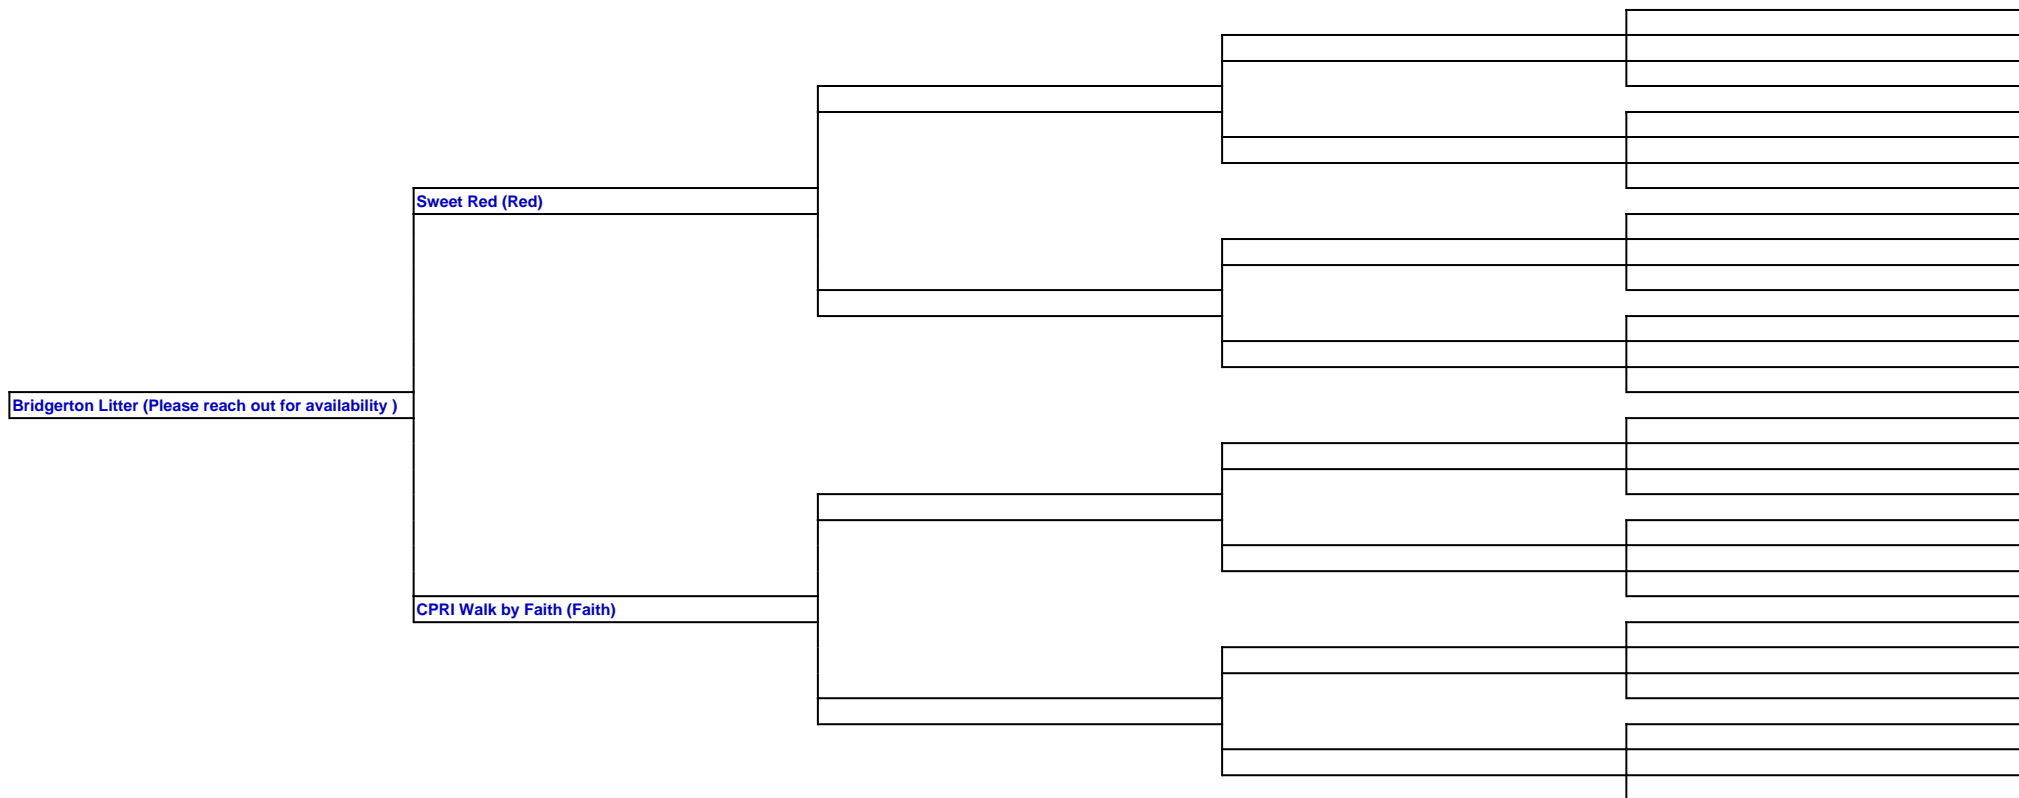 Sweet Red (Red)
Bridgerton Litter (Please reach out for availability )
CPRI Walk by Faith (Faith)